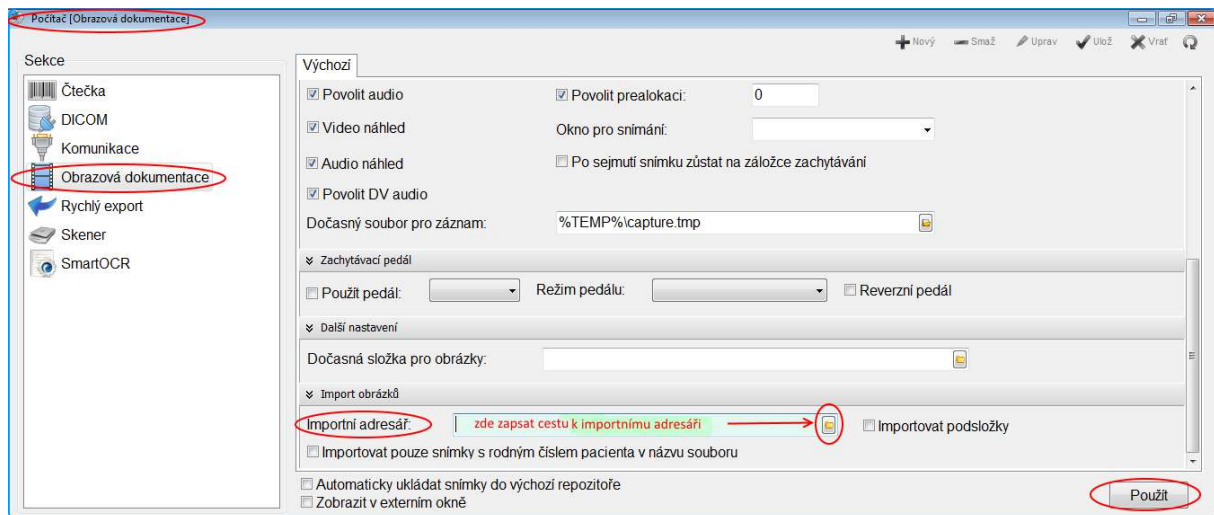 Počítač [Obrazová dokumentace]
Nový Smaž Uprav Ulož Vrať
Sekce
Čtečka
DICOM
Komunikace
Obrazová dokumentace
Rychlý export
Skener
SmartOCR
Výchozí
Povolit audio Povolit prealokaci: 0
Video náhled Okno pro snímání:
Audio náhled Po sejmutí snímku zůstat na záložce zachytávání
Povolit DV audio
Dočasný soubor pro záznam: %TEMP%\capture.tmp
Zachytávací pedál
Použít pedál: Režim pedálu: Reverzní pedál
Další nastavení
Dočasná složka pro obrázky:
Import obrázků
Importní adresář: zde zapsat cestu k importnímu adresáři Importovat podsložky
Importovat pouze snímky s rodným číslem pacienta v názvu souboru
Automaticky ukládat snímky do výchozí repozitoře
Zobrazit v externím okně
Použít